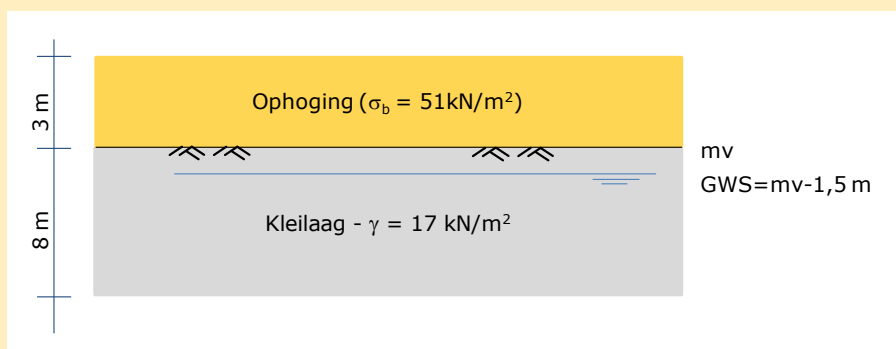 3 m
Ophoging (σb = 51kN/m²)
mv
GWS=mv-1,5 m
8 m
Kleilaag - γ = 17 kN/m²